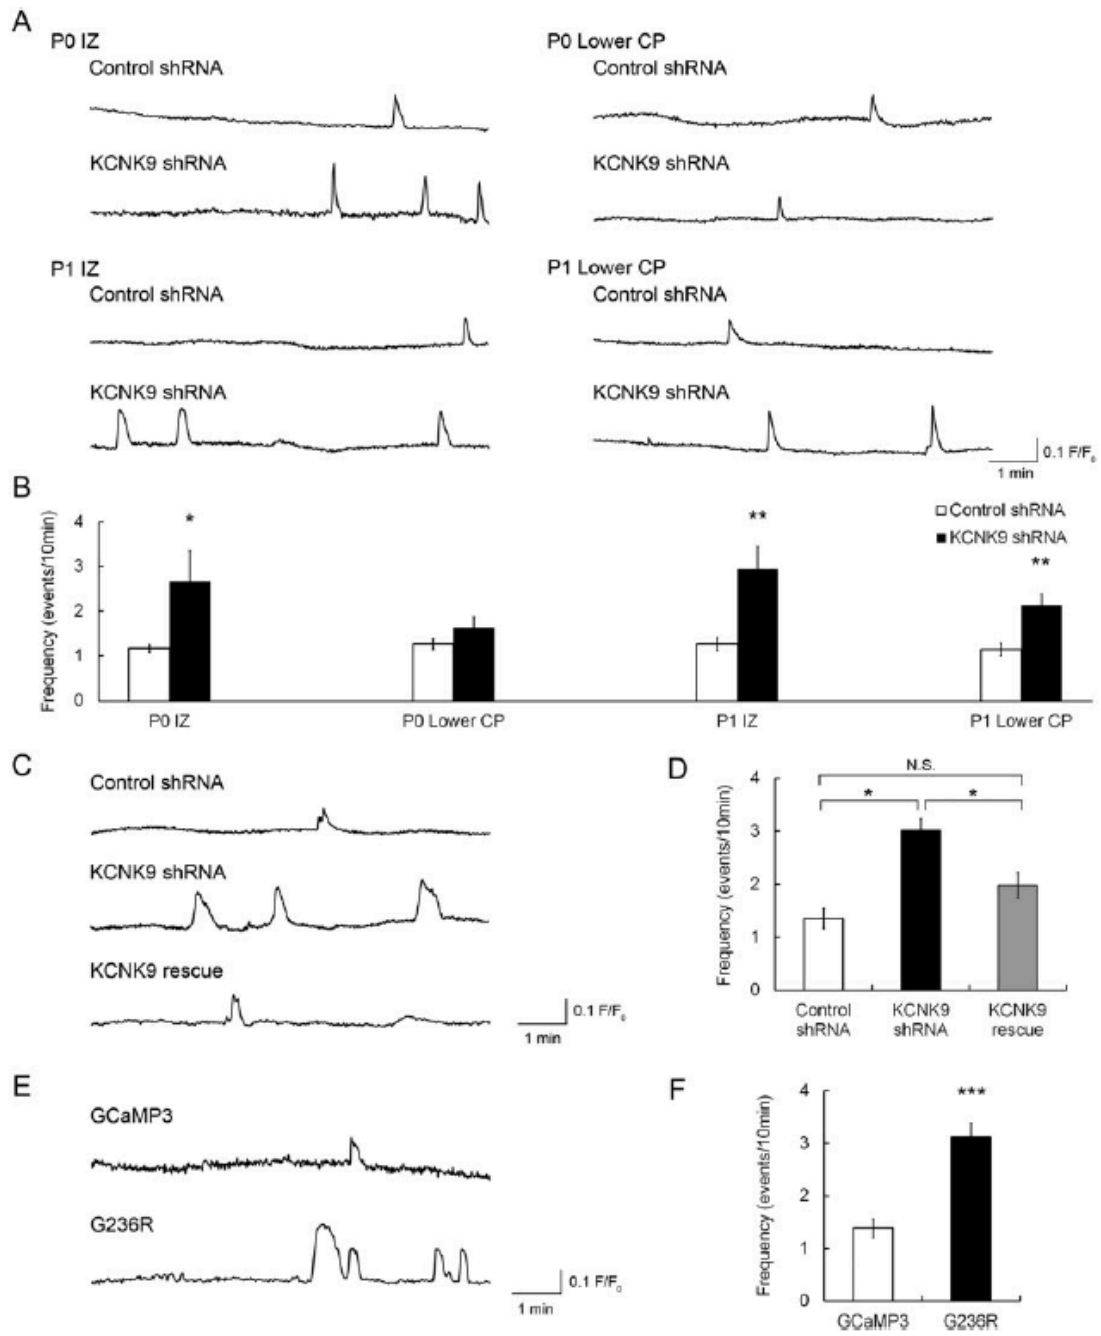 A
P0 IZ
Control shRNA
KCNK9 shRNA
P0 Lower CP
Control shRNA
KCNK9 shRNA
P1 IZ
Control shRNA
KCNK9 shRNA
P1 Lower CP
Control shRNA
KCNK9 shRNA
0.1 F/F₀
1 min
B
Frequency (events/10min)
4
3
2
1
0
*
**
**
Control shRNA
KCNK9 shRNA
P0 IZ
P0 Lower CP
P1 IZ
P1 Lower CP
C
Control shRNA
KCNK9 shRNA
KCNK9 rescue
0.1 F/F₀
1 min
D
Frequency (events/10min)
4
3
2
1
0
N.S.
*
*
Control shRNA
KCNK9 shRNA
KCNK9 rescue
E
GCaMP3
G236R
0.1 F/F₀
1 min
F
Frequency (events/10min)
4
3
2
1
0
***
GCaMP3
G236R